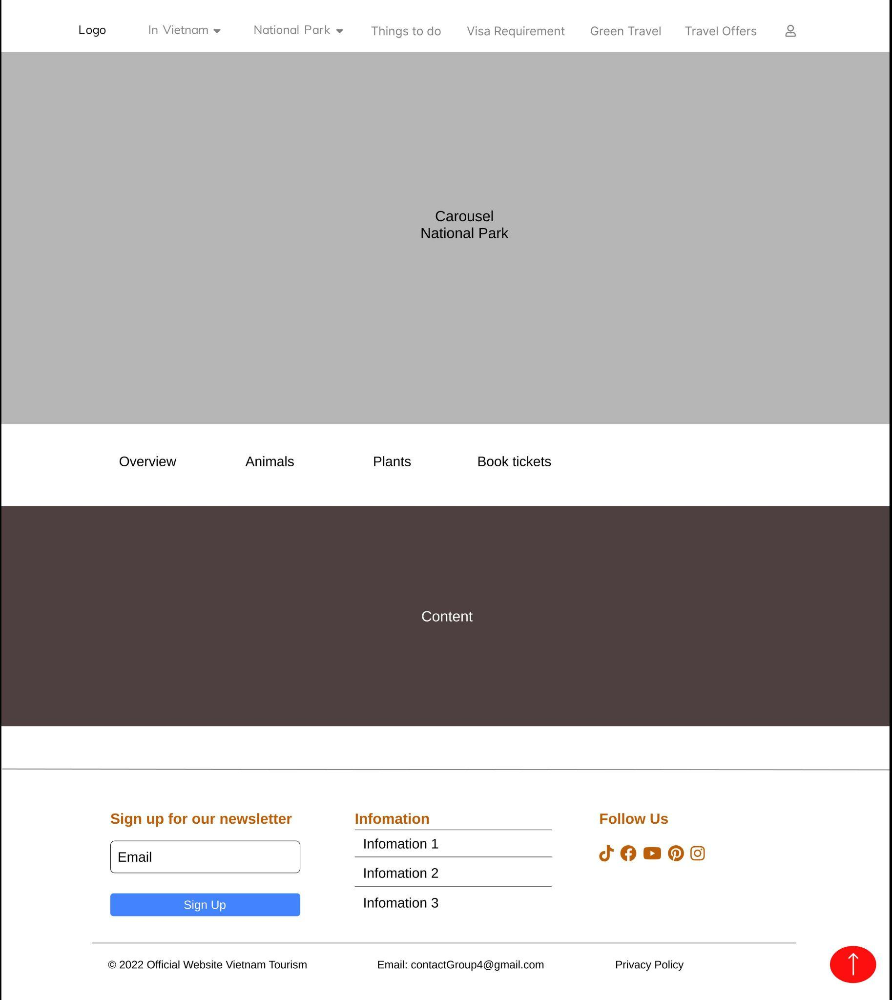 Logo
In Vietnam
National Park
Things to do
Visa Requirement
Green Travel
Travel Offers
Carousel
National Park
Overview
Animals
Plants
Book tickets
Content
Sign up for our newsletter
Email
Sign Up
Infomation
Infomation 1
Infomation 2
Infomation 3
Follow Us
© 2022 Official Website Vietnam Tourism
Email: contactGroup4@gmail.com
Privacy Policy